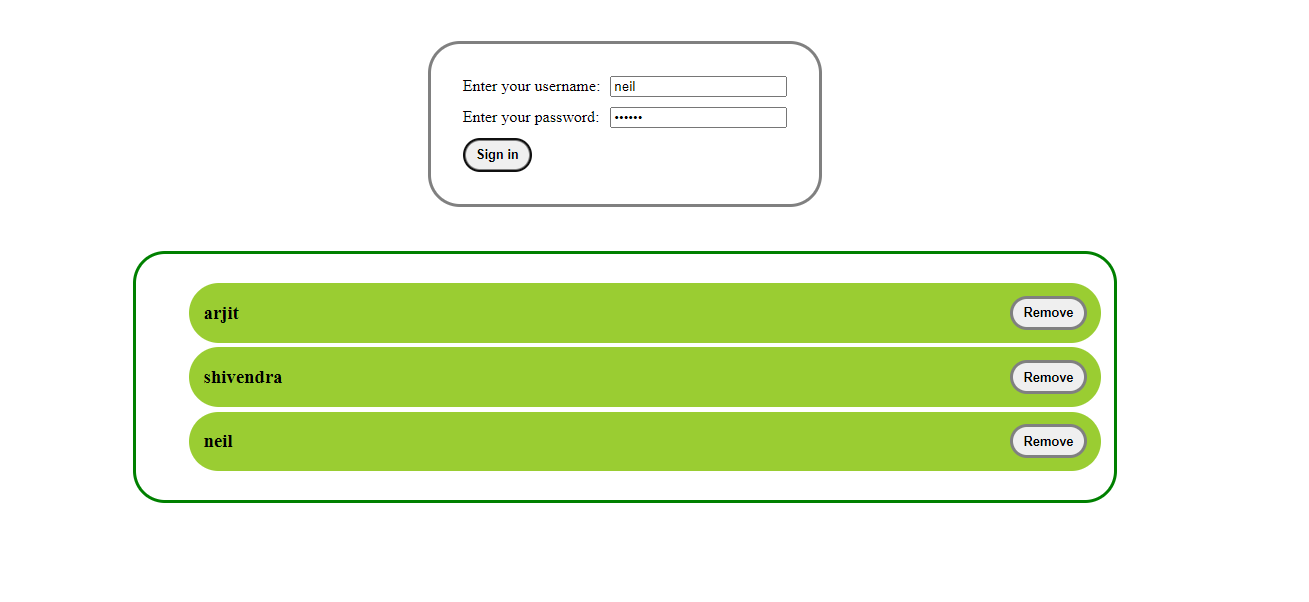 Enter your username: neil
Enter your password: ••••••
Sign in
arjit Remove
shivendra Remove
neil Remove